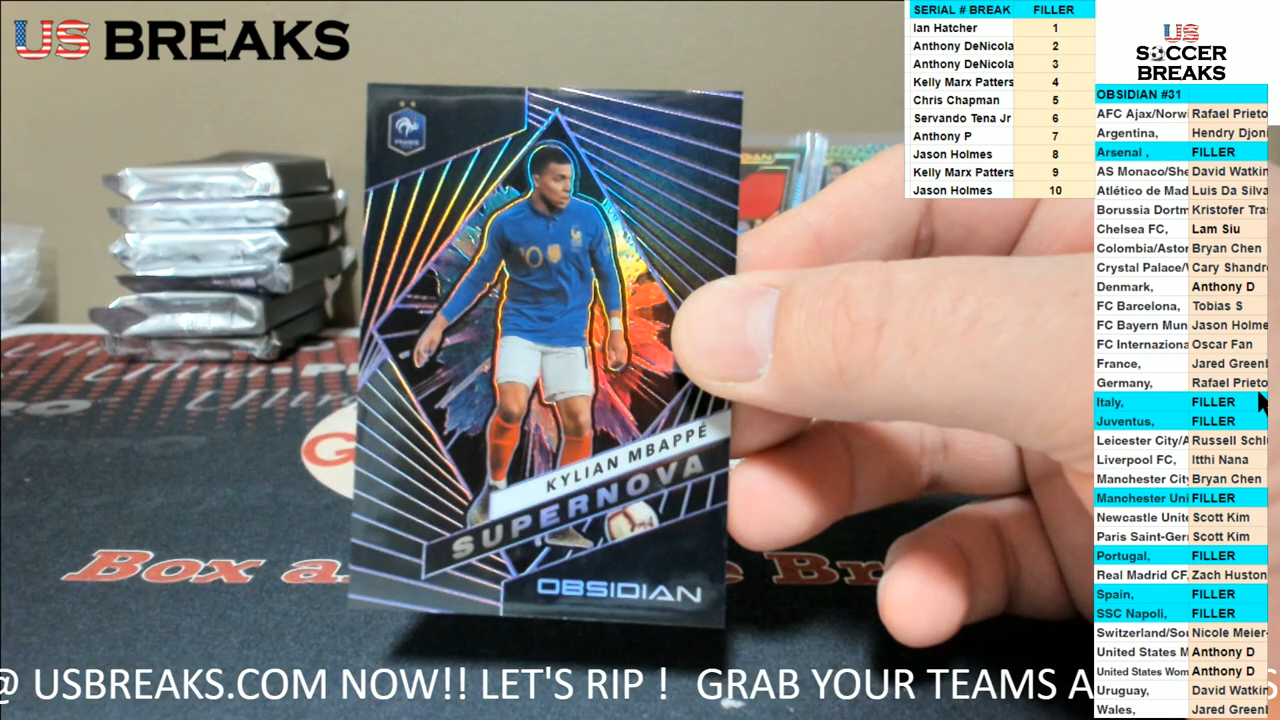 US BREAKS
SERIAL # BREAK FILLER
Ian Hatcher 1
Anthony DeNicola 2
Anthony DeNicola 3
Kelly Marx Patters 4
Chris Chapman 5
Servando Tena Jr 6
Anthony P 7
Jason Holmes 8
Kelly Marx Patters 9
Jason Holmes 10
US
SOCCER
BREAKS
OBSIDIAN #31
AFC Ajax/Norwi Rafael Prieto
Argentina, Hendry Djoni
Arsenal , FILLER
AS Monaco/She David Watkin
Atlético de Mad Luis Da Silva
Borussia Dortm Kristofer Tra
Chelsea FC, Lam Siu
Colombia/Aston Bryan Chen
Crystal Palace/ Cary Shandr
Denmark, Anthony D
FC Barcelona, Tobias S
FC Bayern Mun Jason Holme
FC Internaziona Oscar Fan
France, Jared Greenb
Germany, Rafael Prieto
Italy, FILLER
Juventus, FILLER
Leicester City/A Russell Schl
Liverpool FC, Itthi Nana
Manchester City Bryan Chen
Manchester Uni FILLER
Newcastle Unite Scott Kim
Paris Saint-Ger Scott Kim
Portugal, FILLER
Real Madrid CF, Zach Huston
Spain, FILLER
SSC Napoli, FILLER
Switzerland/Sou Nicole Meier-
United States M Anthony D
United States Wom Anthony D
Uruguay, David Watkin
Wales, Jared Greenb
FRANCE
10
KYLIAN MBAPPÉ
SUPERNOVA
OBSIDIAN
Box a
@ USBREAKS.COM NOW!! LET'S RIP ! GRAB YOUR TEAMS A